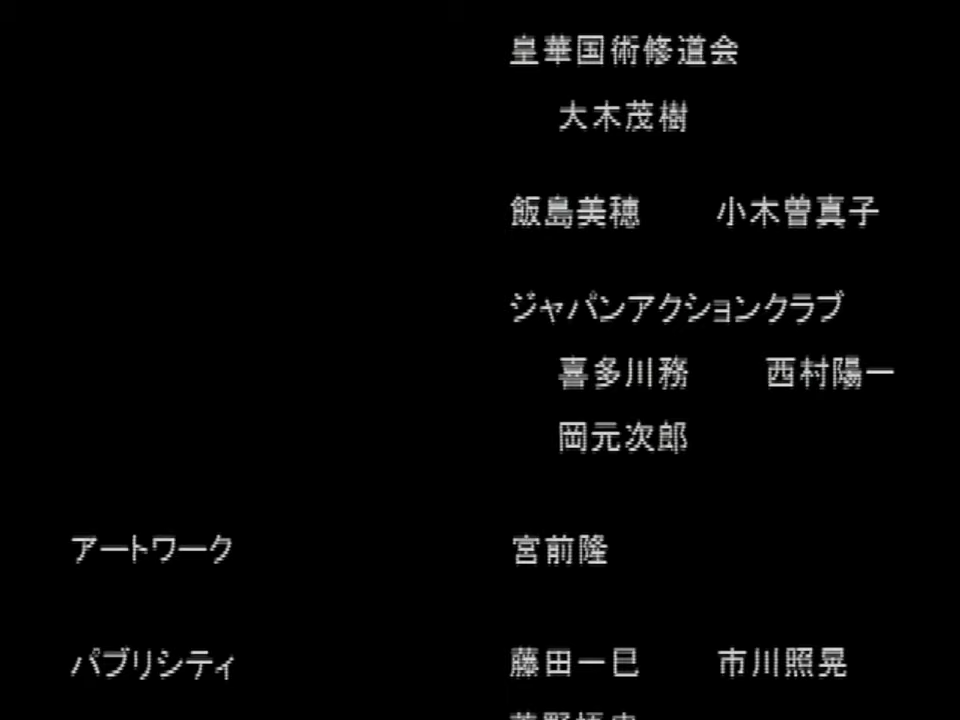 皇華国術修道会
大木茂樹
飯島美穂 小木曽真子
ジャパンアクションクラブ
喜多川務 西村陽一
岡元次郎
アートワーク 宮前隆
パブリシティ 藤田一巳 市川照晃